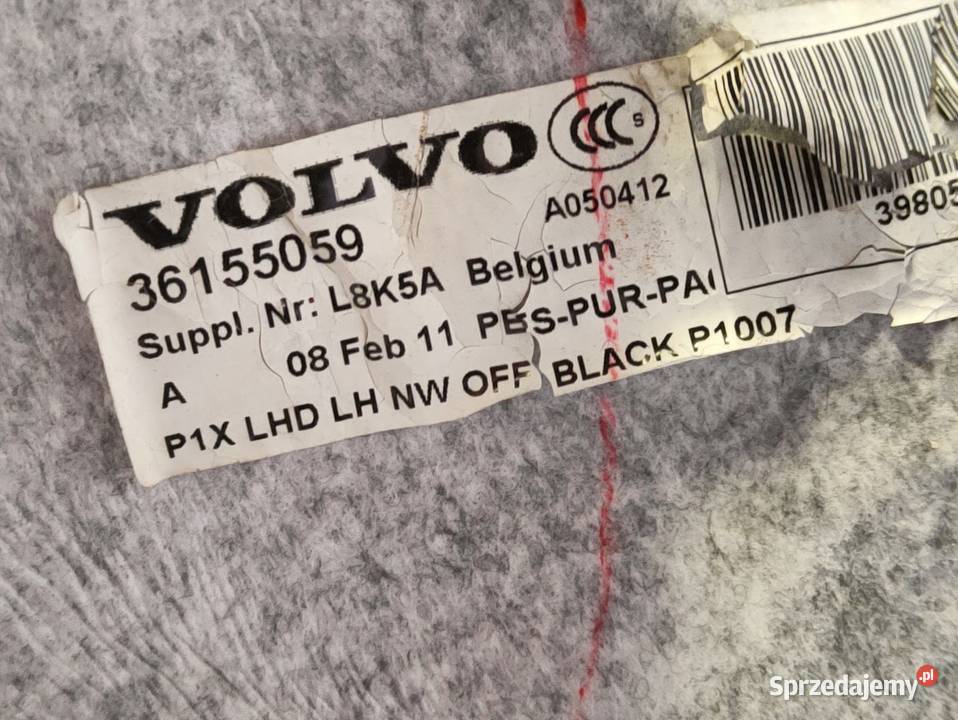 VOLVO
CCC S
A050412
36155059
Suppl. Nr: L8K5A Belgium
A 08 Feb 11 PES-PUR-PA
P1X LHD LH NW OFF BLACK P1007
39805
Sprzedajemy.pl